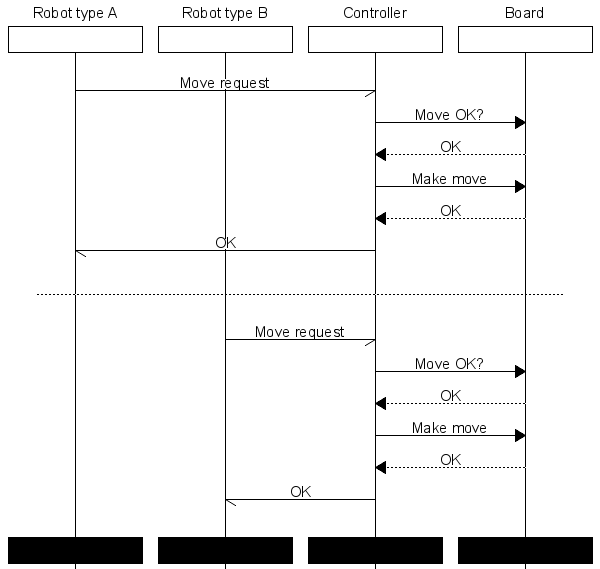 Robot type A
Robot type B
Controller
Board
Move request
Move OK?
OK
Make move
OK
OK
Move request
Move OK?
OK
Make move
OK
OK